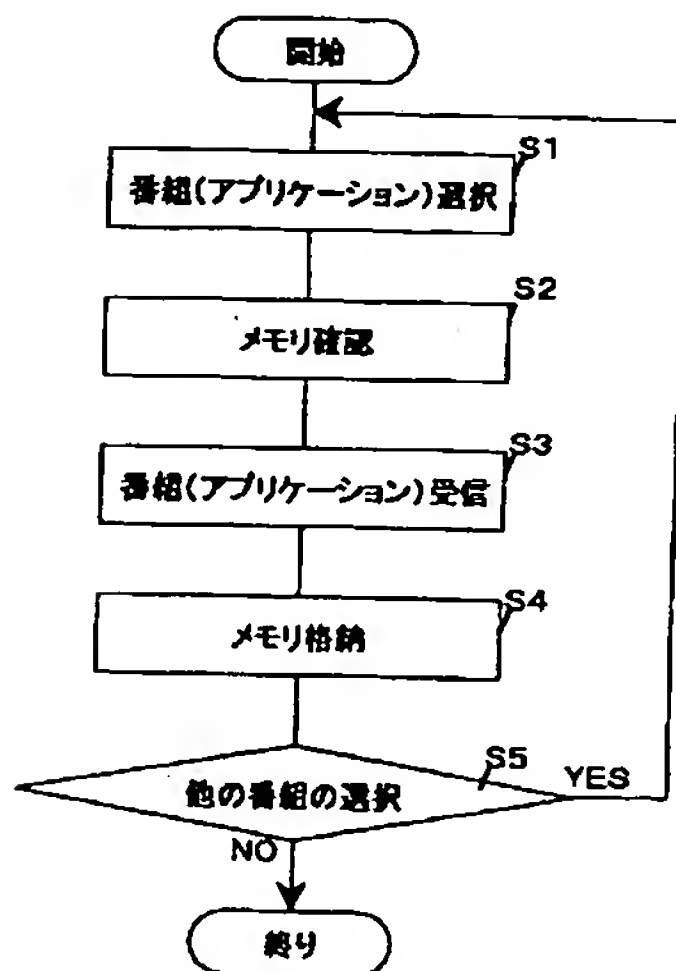 開始
S1
番組(アプリケーション)選択
S2
メモリ確認
S3
番組(アプリケーション)受信
S4
メモリ格納
S5
他の番組の選択
YES
NO
終り